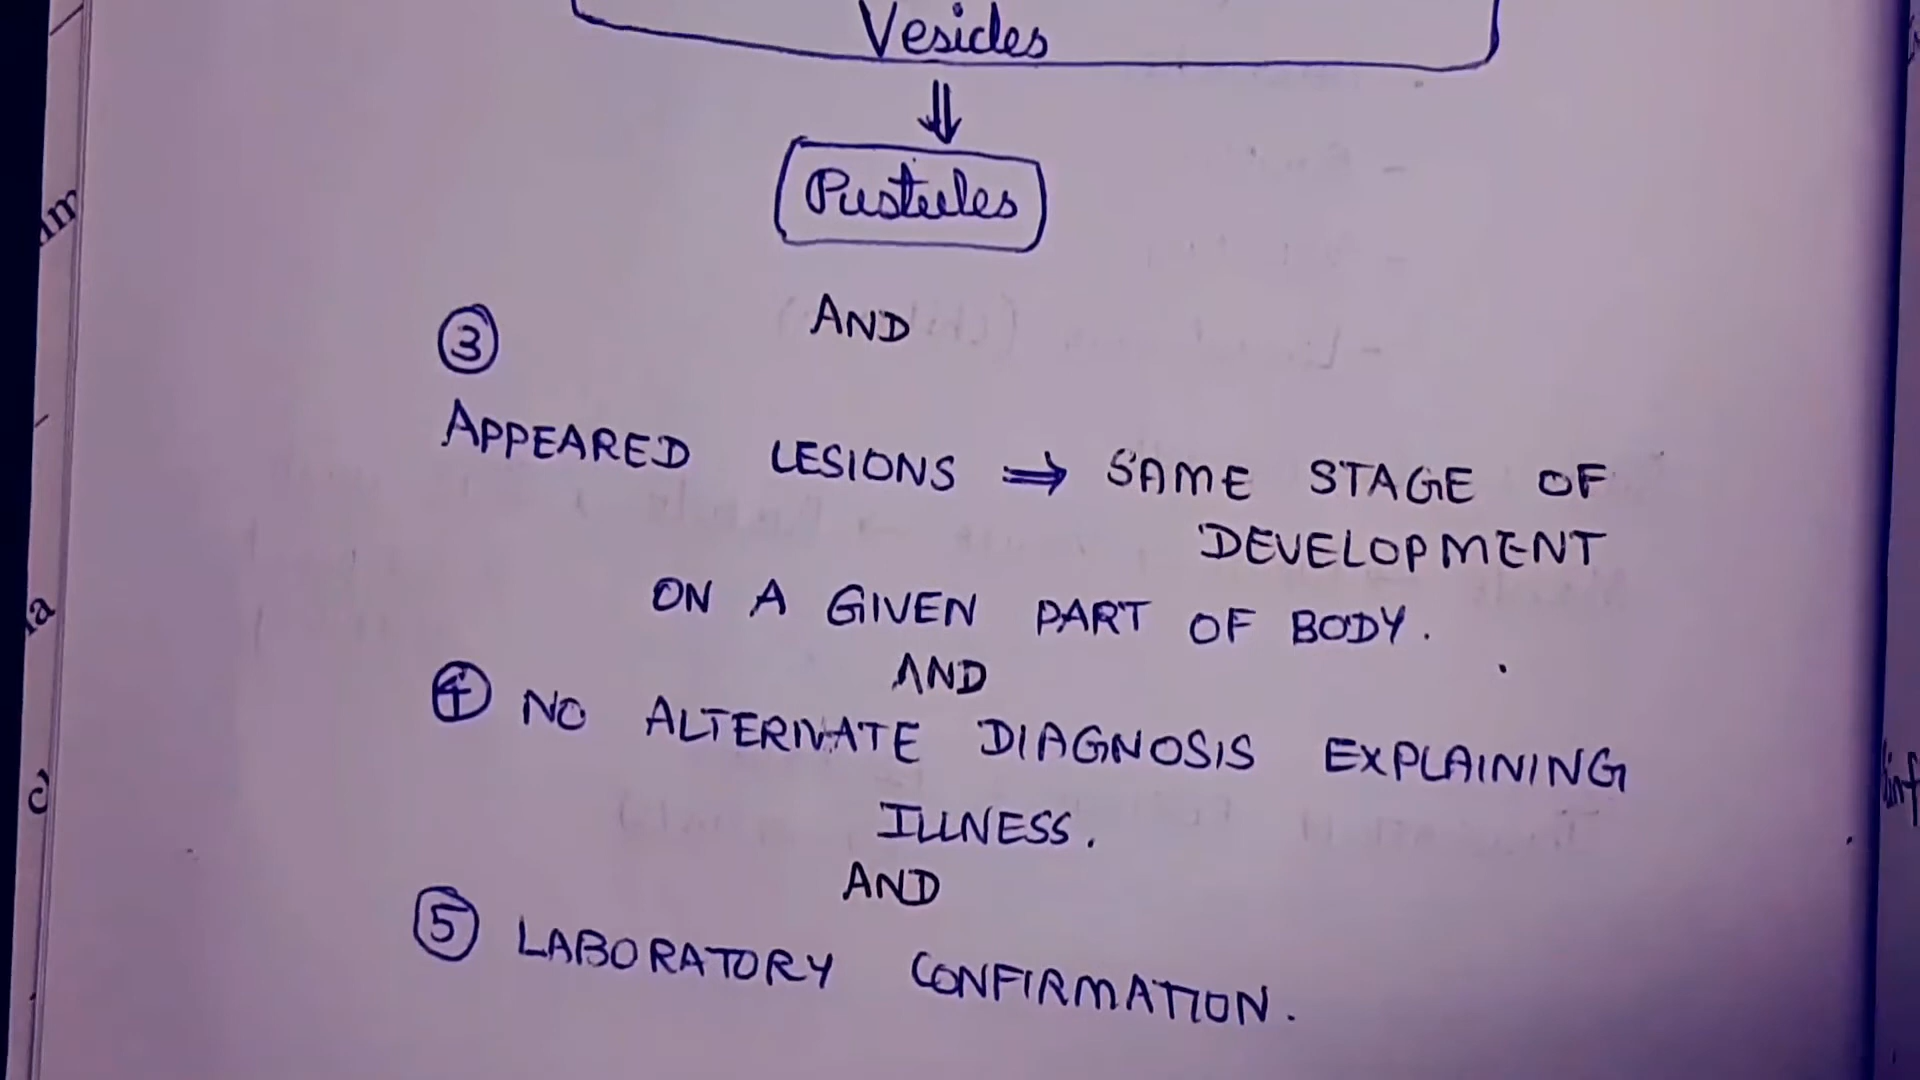 Vesicles
⇓
Pustules
AND
③
APPEARED LESIONS ⇒ SAME STAGE OF
DEVELOPMENT
ON A GIVEN PART OF BODY.
AND
④ NO ALTERNATE DIAGNOSIS EXPLAINING
ILLNESS.
AND
⑤ LABORATORY CONFIRMATION.